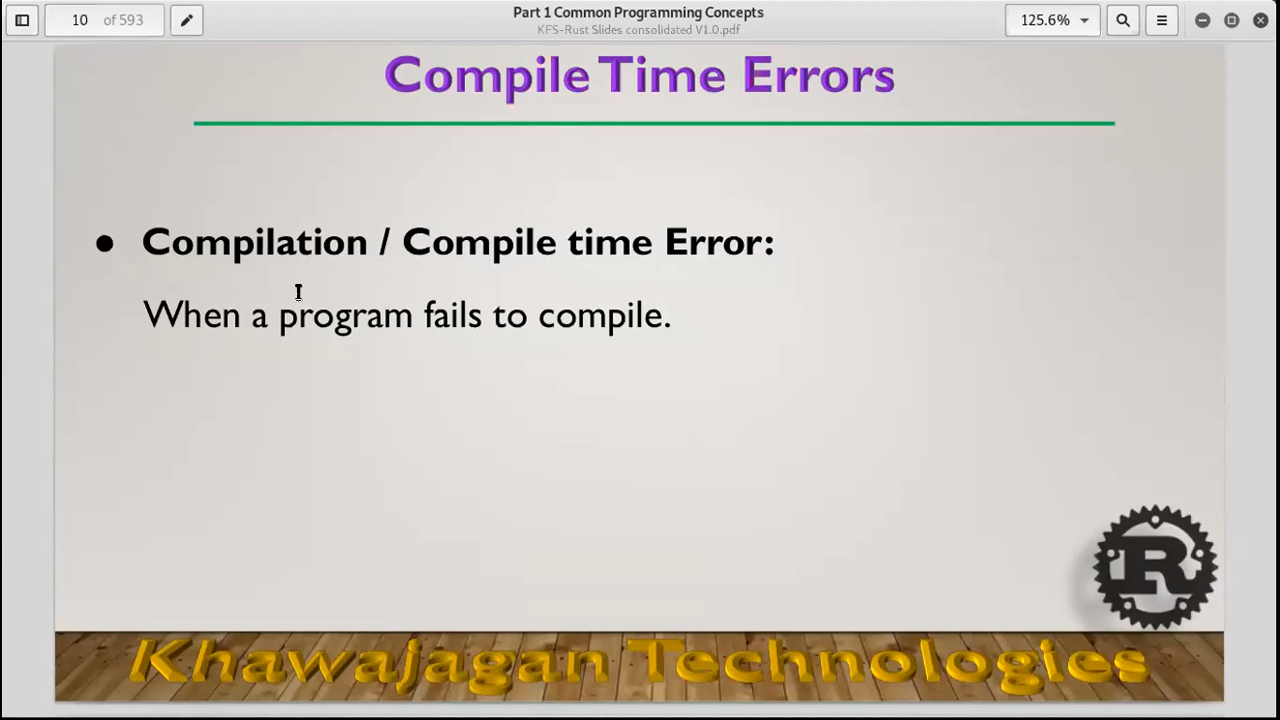 10 of 593
Part 1 Common Programming Concepts
KFS-Rust Slides consolidated V1.0.pdf
125.6%
Compile Time Errors
● Compilation / Compile time Error:
When a program fails to compile.
R
Khawajagan Technologies